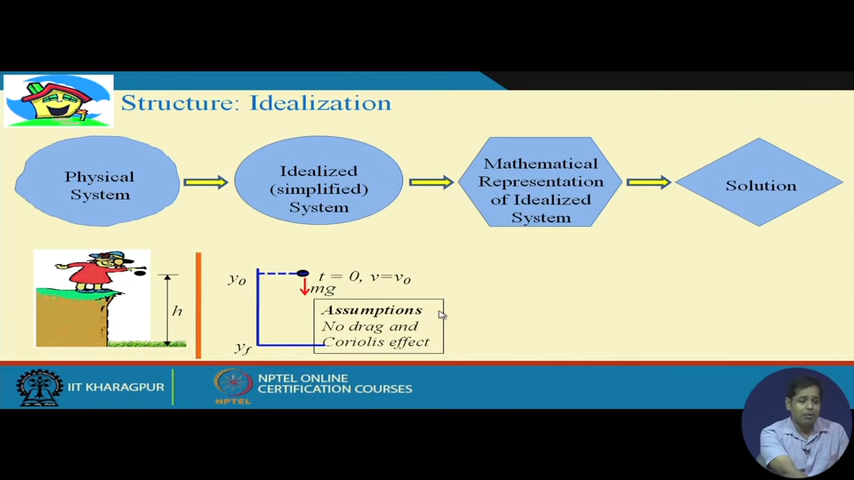 Structure: Idealization
Physical
System
Idealized
(simplified)
System
Mathematical
Representation
of Idealized
System
Solution
h
y₀
t = 0, v=v₀
mg
Assumptions
No drag and
Coriolis effect
y_f
IIT KHARAGPUR
NPTEL
NPTEL ONLINE
CERTIFICATION COURSES